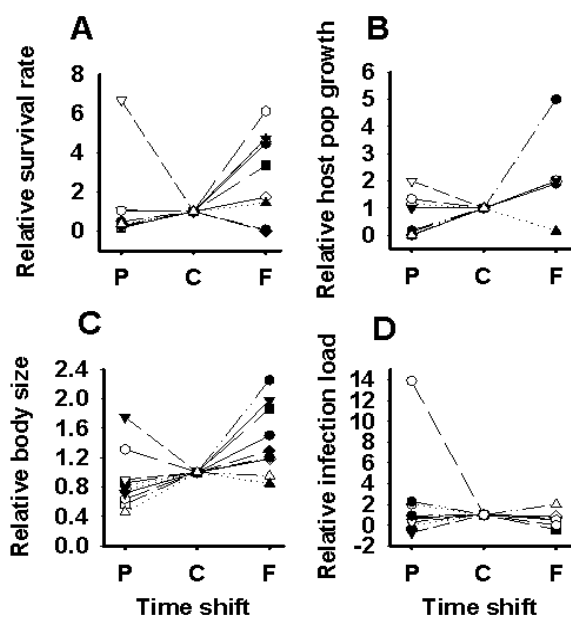 A
Relative survival rate
8
6
4
2
0
P C F
B
Relative host pop growth
6
5
4
3
2
1
0
P C F
C
Relative body size
2.4
2.0
1.6
1.2
0.8
0.4
0.0
P C F
Time shift
D
Relative infection load
14
12
10
8
6
4
2
0
-2
P C F
Time shift